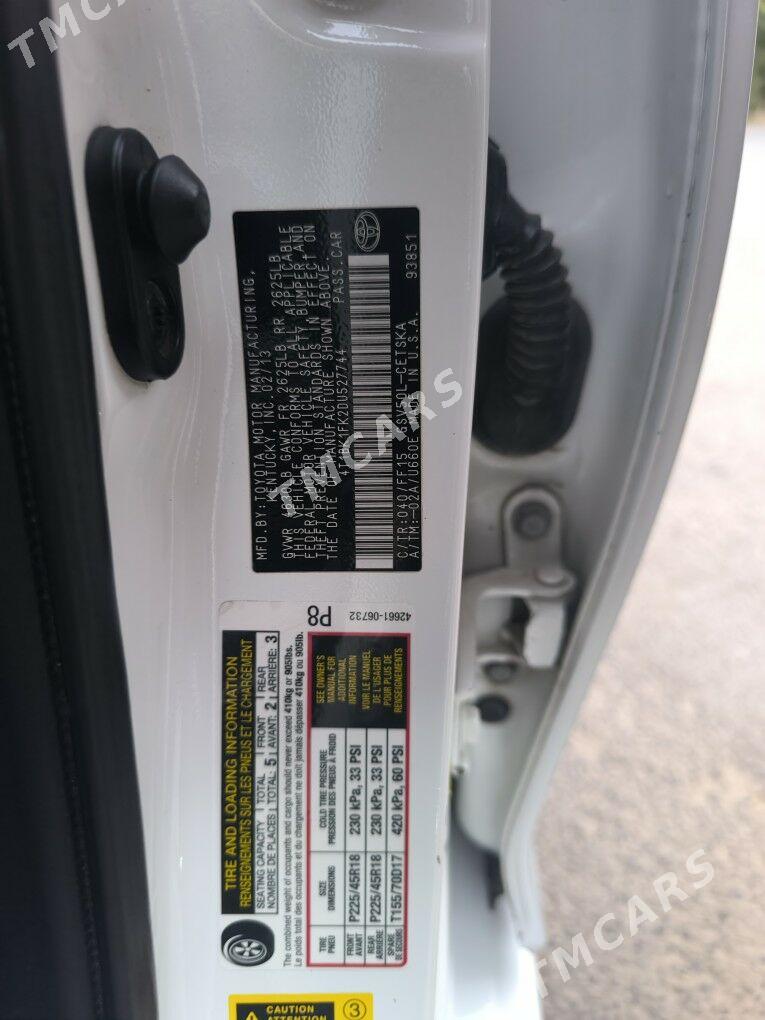 MFD.BY: TOYOTA MOTOR MANUFACTURING,
KENTUCKY, INC. 02/13
GAWR FR 2625LB RR 2625LB
THIS VEHICLE CONFORMS TO ALL APPLICABLE
FEDERAL MOTOR VEHICLE SAFETY, BUMPER, AND
THEFT PREVENTION STANDARDS IN EFFECT ON
THE DATE OF MANUFACTURE SHOWN ABOVE.
PASS.CAR
C/TR:040/FF15
A/TM:-02A/U660E MADE IN U.S.A. 93851
P8 42661-06732
TIRE AND LOADING INFORMATION
RENSEIGNEMENTS SUR LES PNEUS ET LE CHARGEMENT
SEATING CAPACITY TOTAL 5 FRONT 2 REAR 3
NOMBRE DE PLACES TOTAL: AVANT: ARRIÈRE:
The combined weight of occupants and cargo should never exceed 410kg or 905lbs.
Le poids total des occupants et du chargement ne doit jamais dépasser 410kg ou 905lb.
TIRE SIZE COLD TIRE PRESSURE
PNEU DIMENSIONS PRESSION DES PNEUS À FROID
FRONT AVANT P225/45R18 230 kPa, 33 PSI
REAR ARRIÈRE P225/45R18 230 kPa, 33 PSI
SPARE DE SECOURS T155/70D17 420 kPa, 60 PSI
SEE OWNER'S
MANUAL FOR
ADDITIONAL
INFORMATION
VOIR LE MANUEL
DE L'USAGER
POUR PLUS DE
RENSEIGNEMENTS
CAUTION
ATTENTION
3
TMCARS
TMCARS
TMCARS
TMCARS